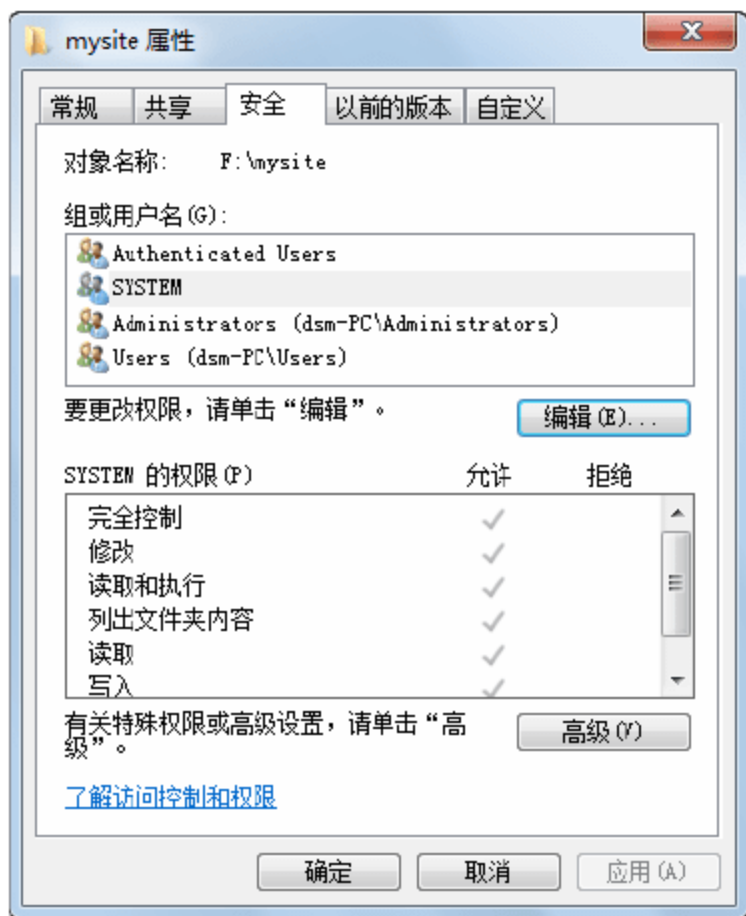 mysite 属性
常规 共享 安全 以前的版本 自定义
对象名称: F:\mysite
组或用户名(G):
Authenticated Users
SYSTEM
Administrators (dsm-PC\Administrators)
Users (dsm-PC\Users)
要更改权限，请单击“编辑”。 编辑(E)...
SYSTEM 的权限(P) 允许 拒绝
完全控制
修改
读取和执行
列出文件夹内容
读取
写入
有关特殊权限或高级设置，请单击“高
级”。 高级(V)
了解访问控制和权限
确定 取消 应用(A)